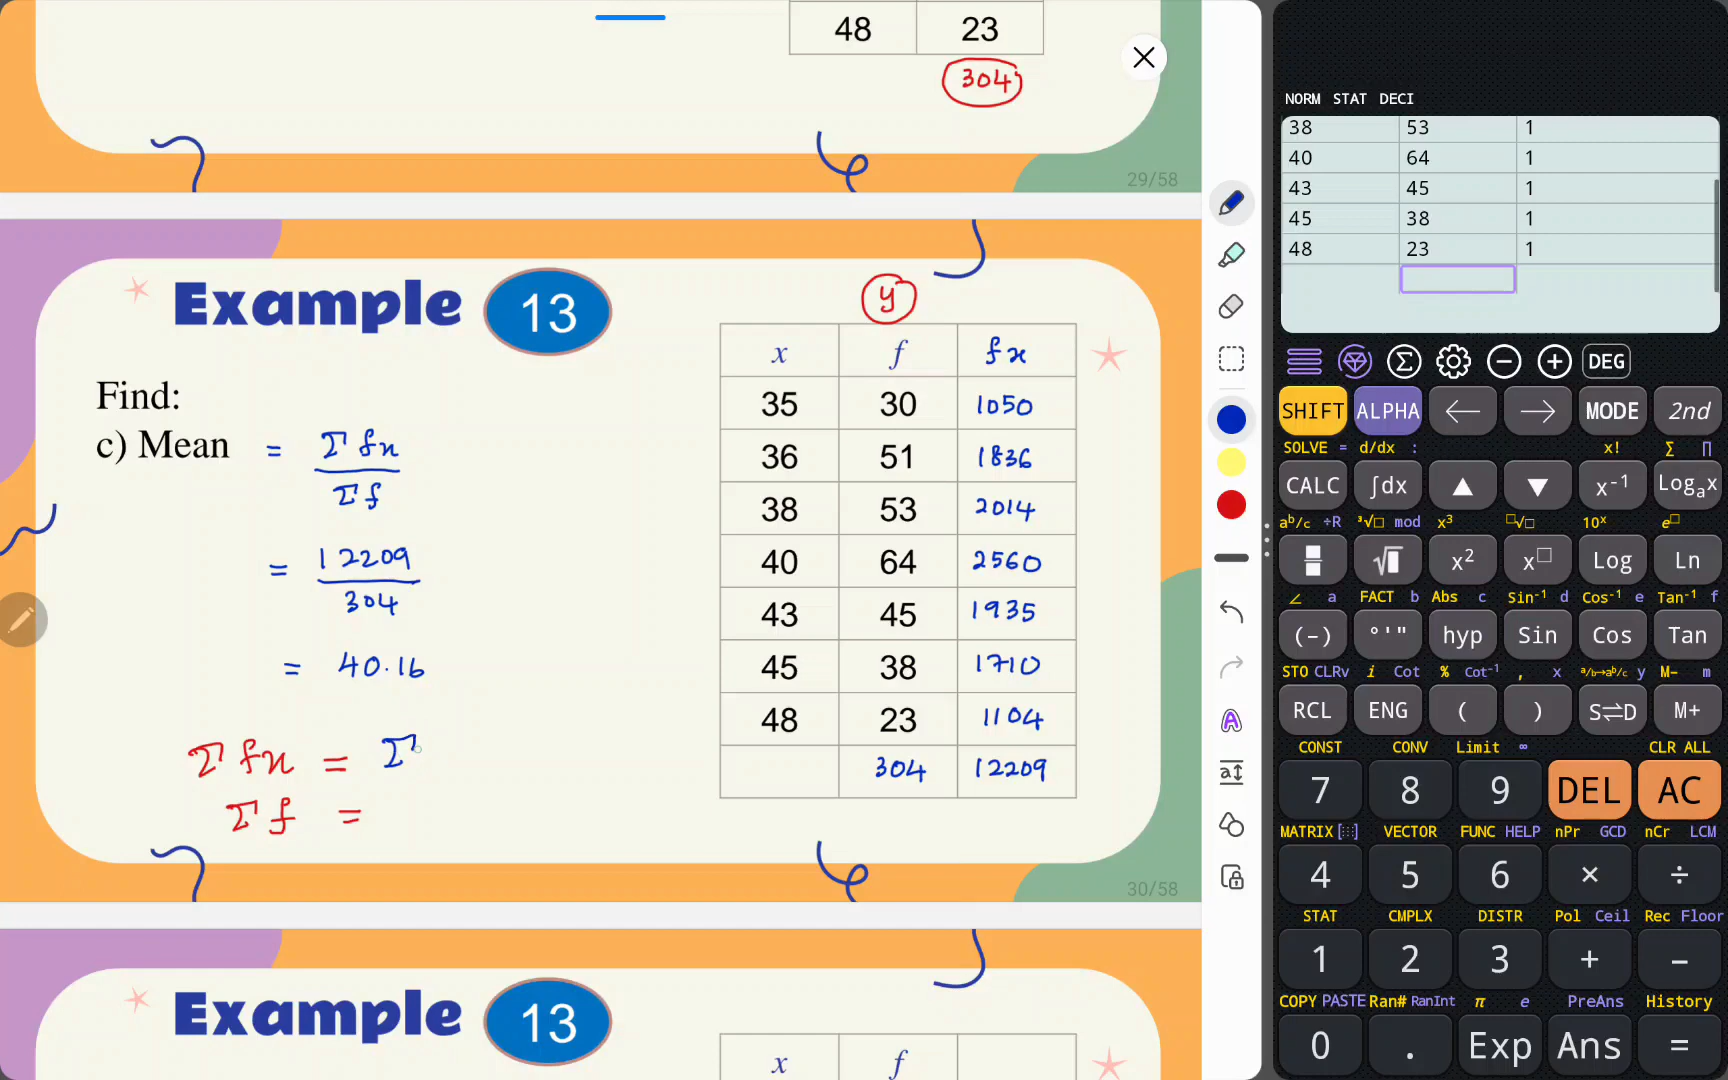 48 23
304
29/58
Example 13
y
Find:
c) Mean = Σfx / Σf
= 12209 / 304
= 40.16
Σfx = Σ
Σf =
x f fx
35 30 1050
36 51 1836
38 53 2014
40 64 2560
43 45 1935
45 38 1710
48 23 1104
304 12209
30/58
Example 13
x f
A
a
NORM STAT DECI
38 53 1
40 64 1
43 45 1
45 38 1
48 23 1
Σ − + DEG
SHIFT ALPHA ← → MODE 2nd
SOLVE = d/dx : x! Σ ∏
CALC ∫dx ▲ ▼ x⁻¹ Logₐx
aᵇ/c ÷R ³√□ mod x³ □√□ 10ˣ e□
√ x² x□ Log Ln
∠ a FACT b Abs c Sin⁻¹ d Cos⁻¹ e Tan⁻¹ f
(−) °'" hyp Sin Cos Tan
STO CLRv i Cot % Cot⁻¹ , x a/b→aᵇ/c y M− m
RCL ENG ( ) S⇌D M+
CONST CONV Limit ∞ CLR ALL
7 8 9 DEL AC
MATRIX [:::] VECTOR FUNC HELP nPr GCD nCr LCM
4 5 6 × ÷
STAT CMPLX DISTR Pol Ceil Rec Floor
1 2 3 + −
COPY PASTE Ran# RanInt π e PreAns History
0 . Exp Ans =